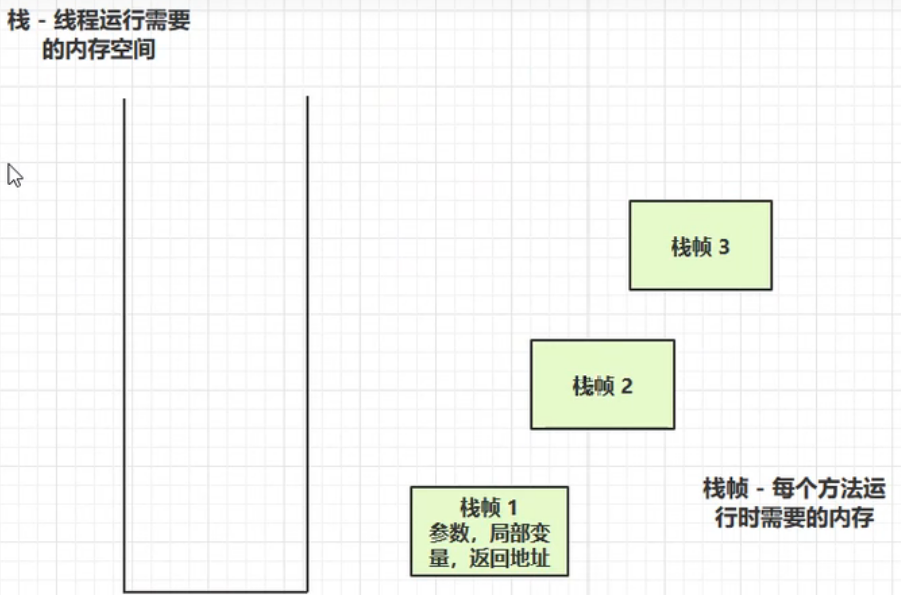 栈 - 线程运行需要
的内存空间
栈帧 3
栈帧 2
栈帧 1
参数，局部变
量，返回地址
栈帧 - 每个方法运
行时需要的内存